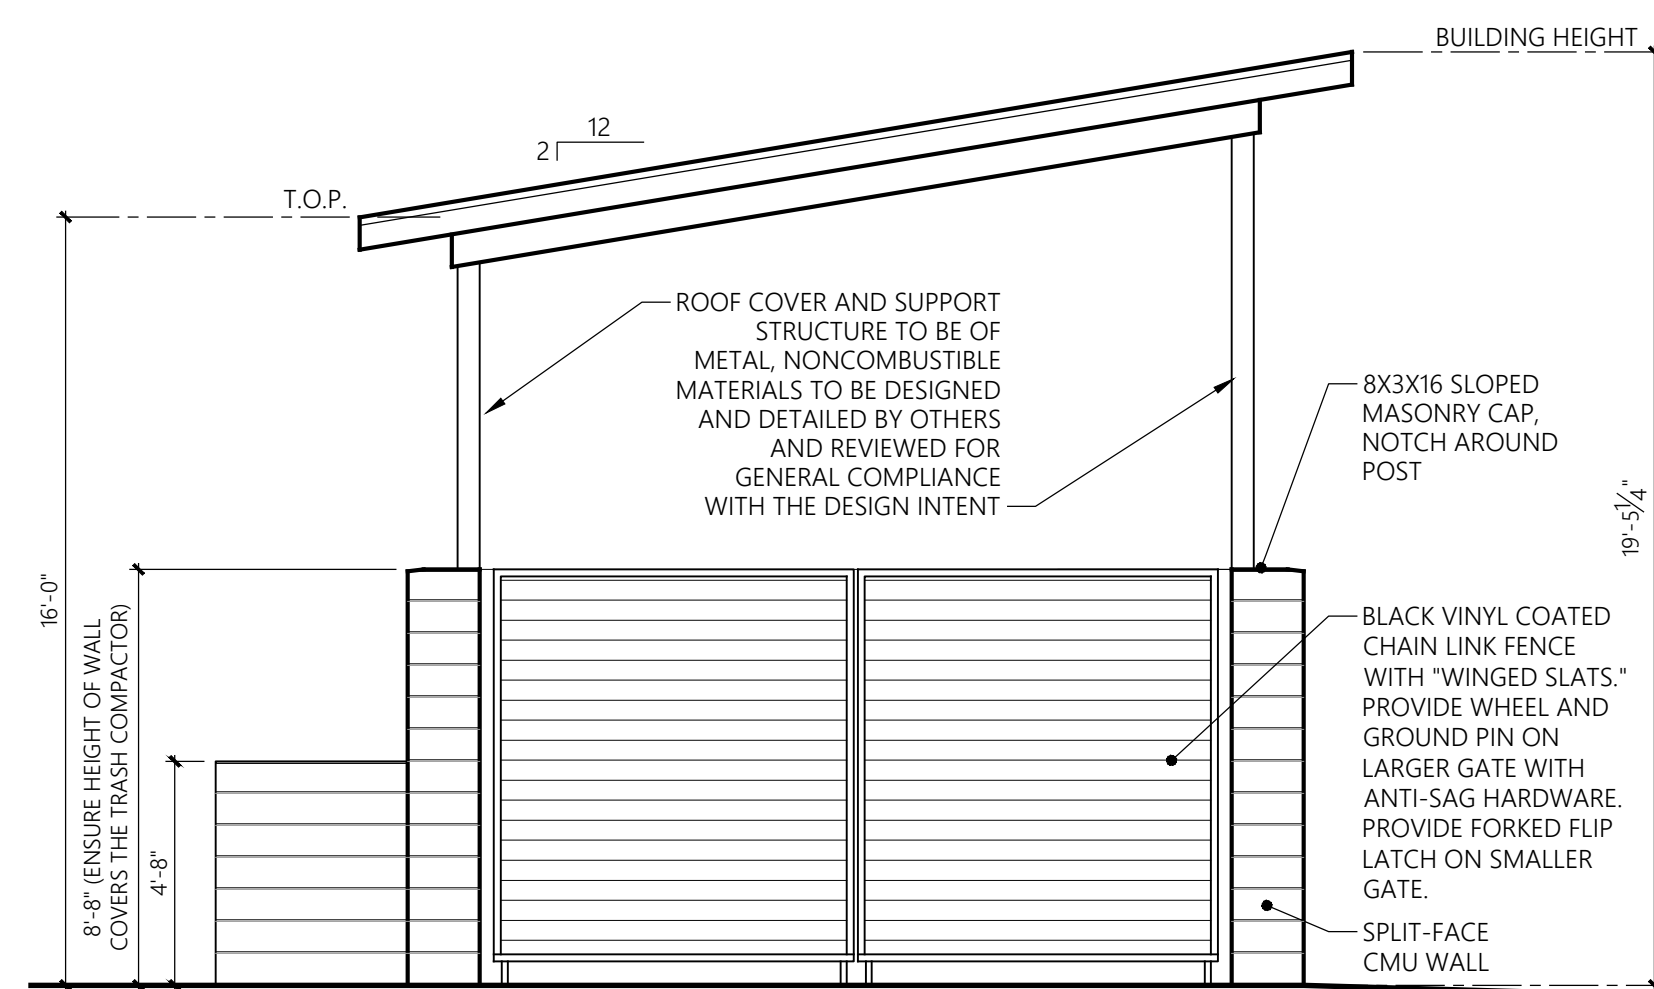 BUILDING HEIGHT
12
2
T.O.P.
ROOF COVER AND SUPPORT
STRUCTURE TO BE OF
METAL, NONCOMBUSTIBLE
MATERIALS TO BE DESIGNED
AND DETAILED BY OTHERS
AND REVIEWED FOR
GENERAL COMPLIANCE
WITH THE DESIGN INTENT
8X3X16 SLOPED
MASONRY CAP,
NOTCH AROUND
POST
19'-5¼"
16'-0"
8'-8" (ENSURE HEIGHT OF WALL
COVERS THE TRASH COMPACTOR)
4'-8"
BLACK VINYL COATED
CHAIN LINK FENCE
WITH "WINGED SLATS."
PROVIDE WHEEL AND
GROUND PIN ON
LARGER GATE WITH
ANTI-SAG HARDWARE.
PROVIDE FORKED FLIP
LATCH ON SMALLER
GATE.
SPLIT-FACE
CMU WALL